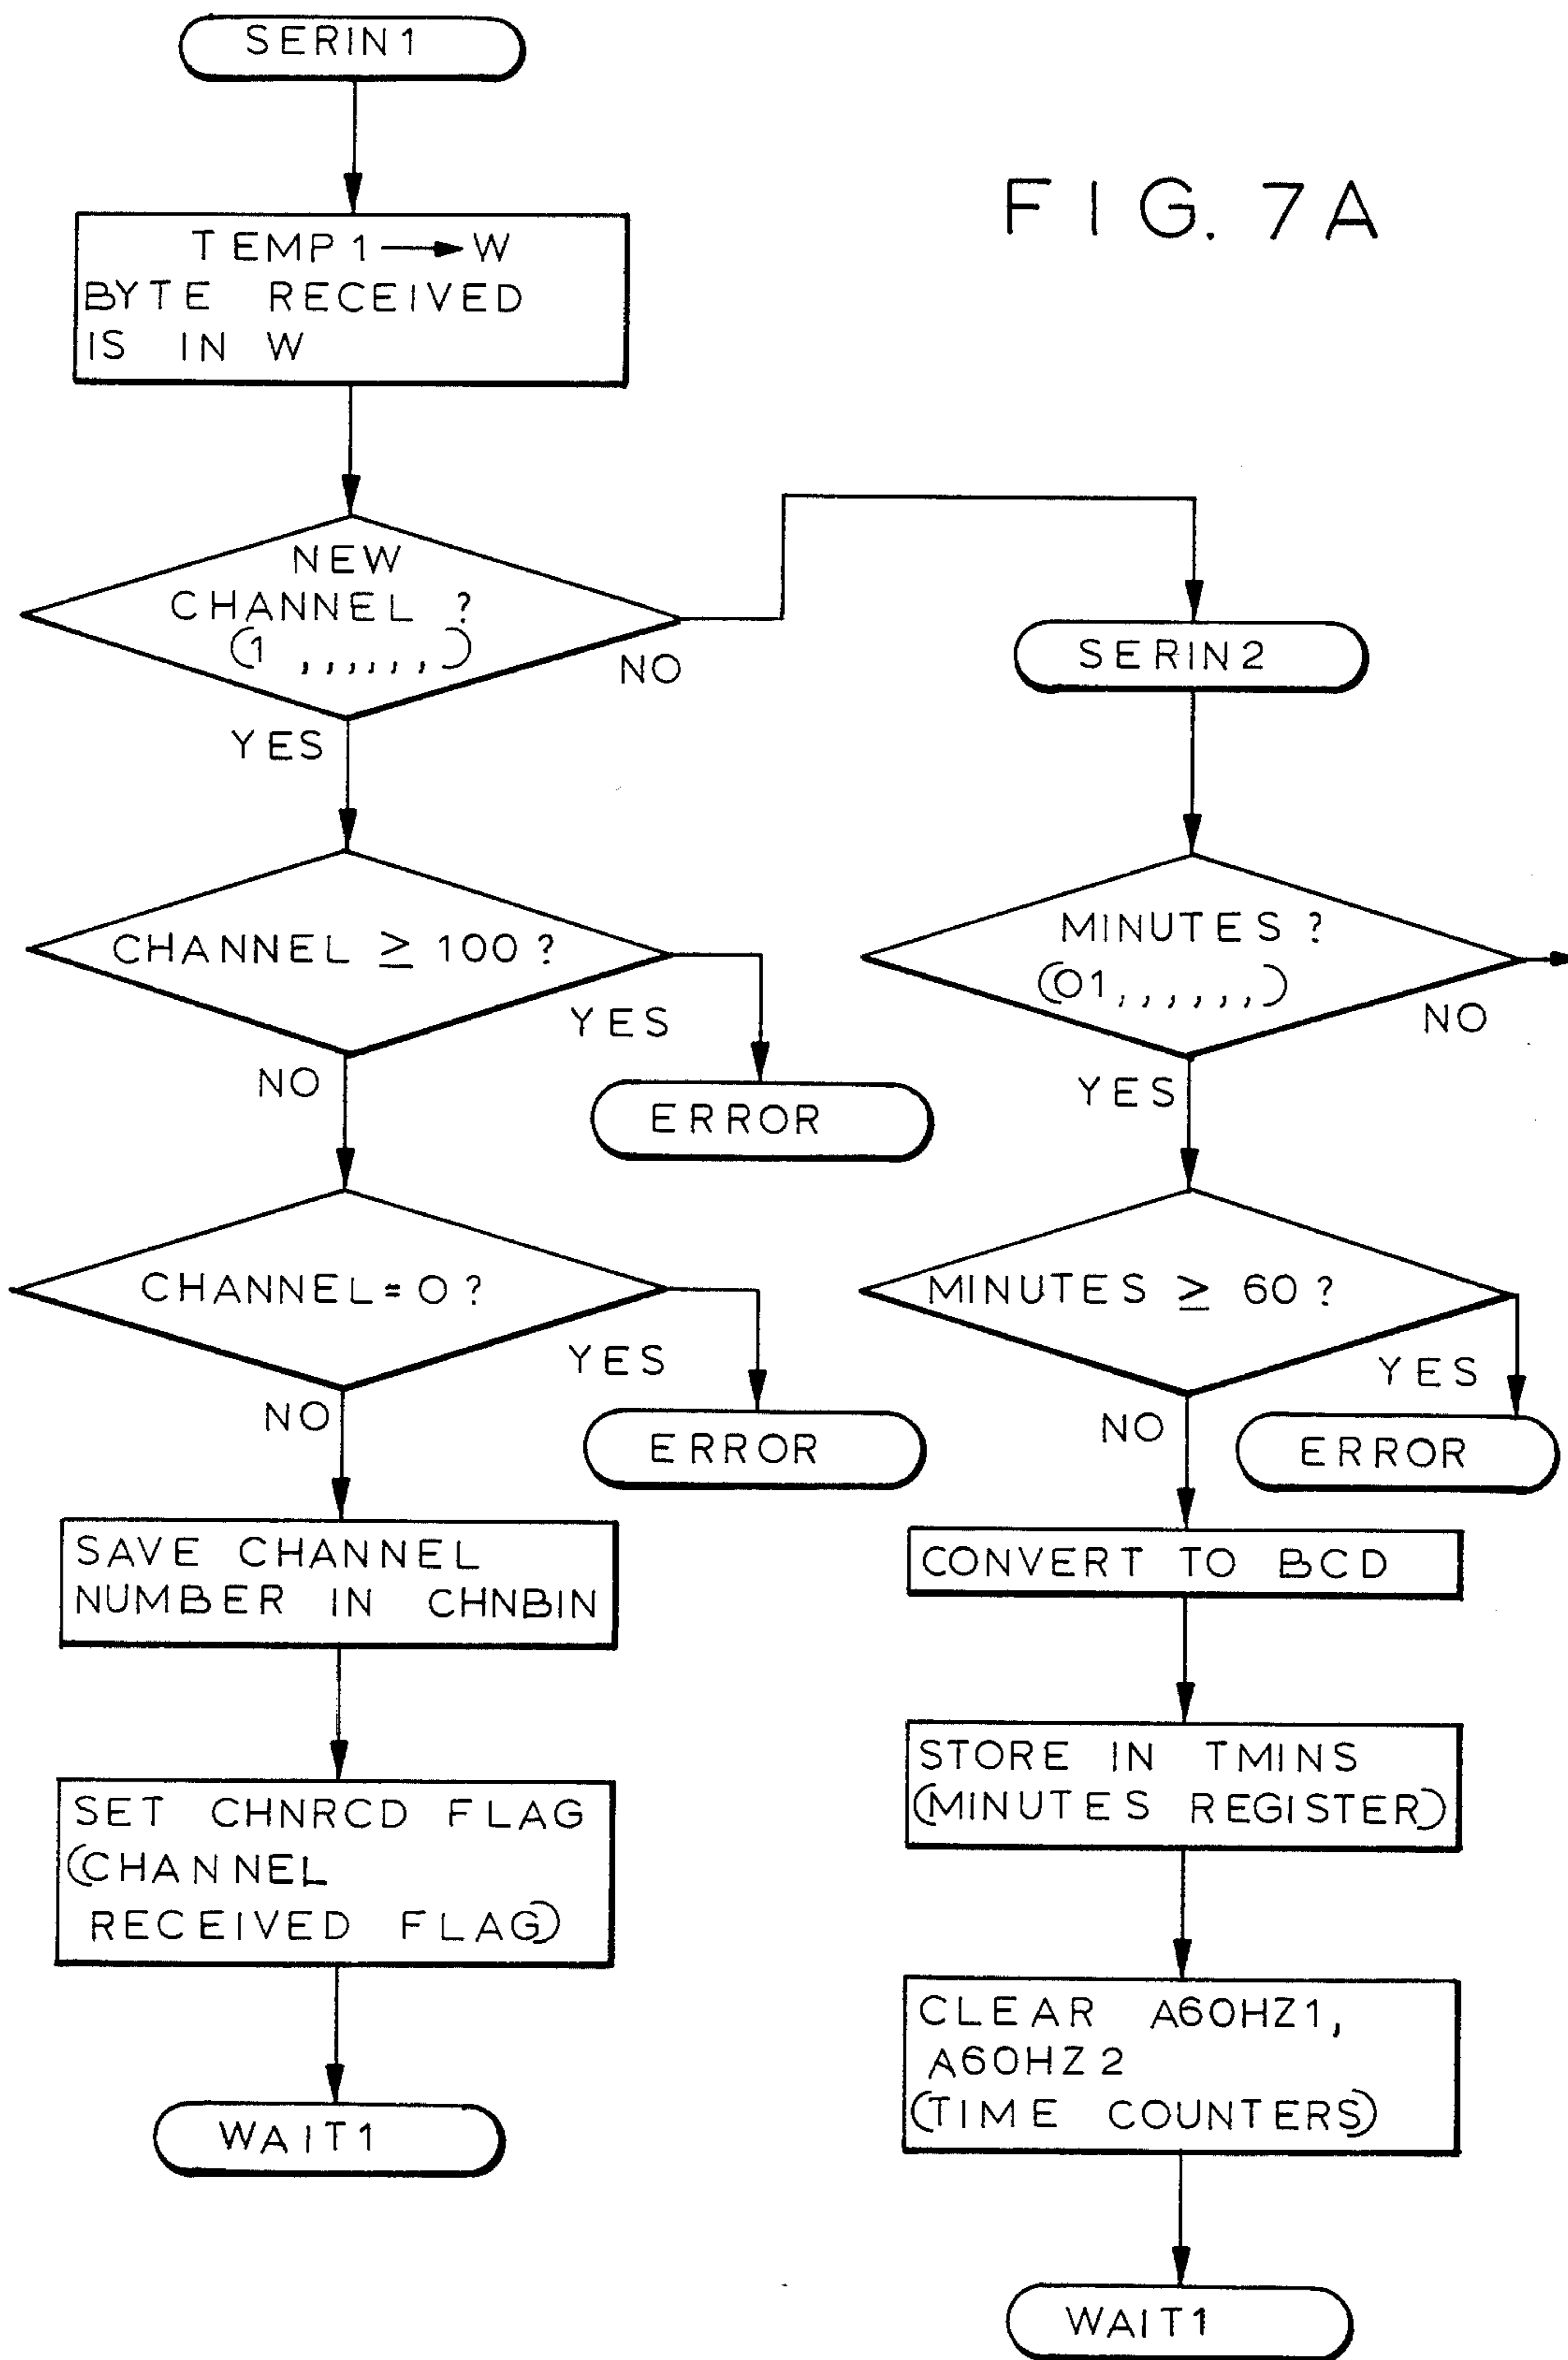 SERIN1
FIG. 7A
TEMP1 → W
BYTE RECEIVED
IS IN W
NEW
CHANNEL ?
(1 ,,,,,,)
NO
YES
CHANNEL ≥ 100 ?
YES
NO
ERROR
CHANNEL = 0 ?
YES
NO
ERROR
SAVE CHANNEL
NUMBER IN CHNBIN
SET CHNRCD FLAG
(CHANNEL
RECEIVED FLAG)
WAIT1
SERIN2
MINUTES ?
(01,,,,,,)
NO
YES
MINUTES ≥ 60 ?
YES
NO
ERROR
CONVERT TO BCD
STORE IN TMINS
(MINUTES REGISTER)
CLEAR A60HZ1,
A60HZ2
(TIME COUNTERS)
WAIT1